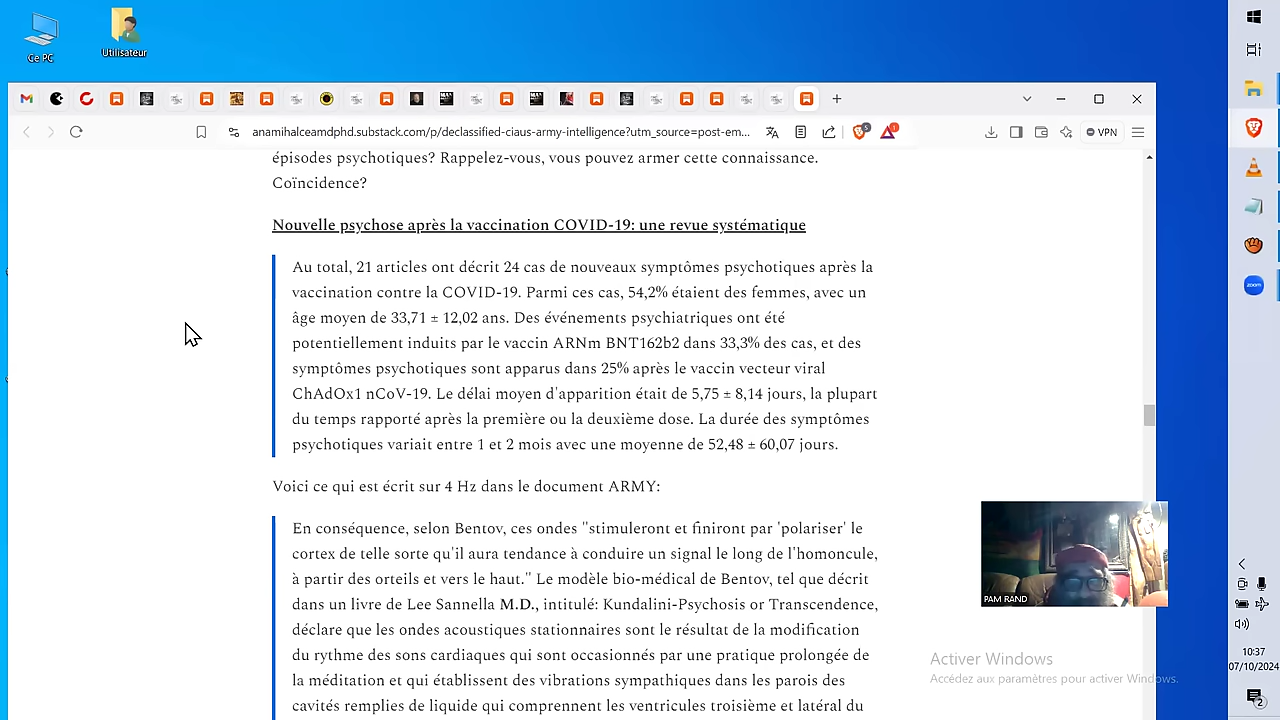 Ce PC
Utilisateur
anamihalceamdphd.substack.com/p/declassified-ciaus-army-intelligence?utm_source=post-em...
VPN
épisodes psychotiques? Rappelez-vous, vous pouvez armer cette connaissance.
Coïncidence?
Nouvelle psychose après la vaccination COVID-19: une revue systématique
Au total, 21 articles ont décrit 24 cas de nouveaux symptômes psychotiques après la
vaccination contre la COVID-19. Parmi ces cas, 54,2% étaient des femmes, avec un
âge moyen de 33,71 ± 12,02 ans. Des événements psychiatriques ont été
potentiellement induits par le vaccin ARNm BNT162b2 dans 33,3% des cas, et des
symptômes psychotiques sont apparus dans 25% après le vaccin vecteur viral
ChAdOx1 nCoV-19. Le délai moyen d'apparition était de 5,75 ± 8,14 jours, la plupart
du temps rapporté après la première ou la deuxième dose. La durée des symptômes
psychotiques variait entre 1 et 2 mois avec une moyenne de 52,48 ± 60,07 jours.
Voici ce qui est écrit sur 4 Hz dans le document ARMY:
En conséquence, selon Bentov, ces ondes "stimuleront et finiront par 'polariser' le
cortex de telle sorte qu'il aura tendance à conduire un signal le long de l'homoncule,
à partir des orteils et vers le haut." Le modèle bio-médical de Bentov, tel que décrit
dans un livre de Lee Sannella M.D., intitulé: Kundalini-Psychosis or Transcendence,
déclare que les ondes acoustiques stationnaires sont le résultat de la modification
du rythme des sons cardiaques qui sont occasionnés par une pratique prolongée de
la méditation et qui établissent des vibrations sympathiques dans les parois des
cavités remplies de liquide qui comprennent les ventricules troisième et latéral du
PAM RAND
Activer Windows
Accédez aux paramètres pour activer Windows.
zoom
10:37
07/10/2024
2